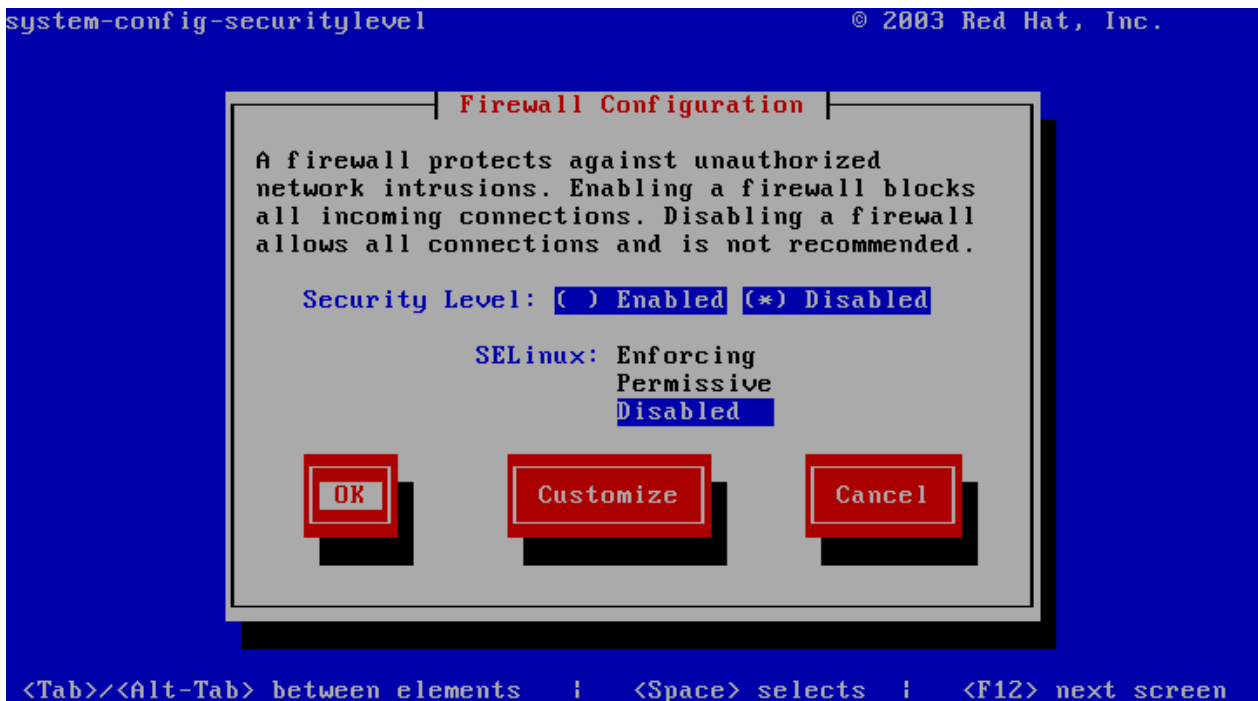 system-config-securitylevel © 2003 Red Hat, Inc.
Firewall Configuration
A firewall protects against unauthorized
network intrusions. Enabling a firewall blocks
all incoming connections. Disabling a firewall
allows all connections and is not recommended.
Security Level: ( ) Enabled (*) Disabled
SELinux: Enforcing
Permissive
Disabled
OK Customize Cancel
<Tab>/<Alt-Tab> between elements | <Space> selects | <F12> next screen